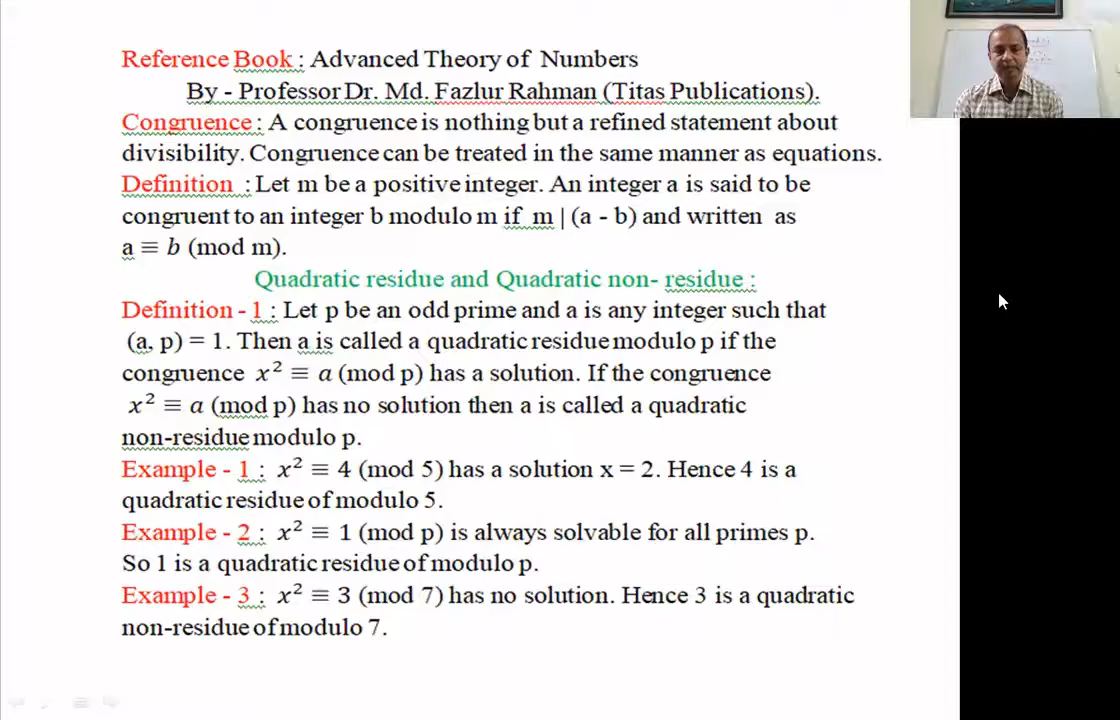 Reference Book : Advanced Theory of Numbers
By - Professor Dr. Md. Fazlur Rahman (Titas Publications).
Congruence : A congruence is nothing but a refined statement about
divisibility. Congruence can be treated in the same manner as equations.
Definition : Let m be a positive integer. An integer a is said to be
congruent to an integer b modulo m if m | (a - b) and written as
a ≡ b (mod m).
Quadratic residue and Quadratic non- residue :
Definition - 1 : Let p be an odd prime and a is any integer such that
(a, p) = 1. Then a is called a quadratic residue modulo p if the
congruence x² ≡ a (mod p) has a solution. If the congruence
x² ≡ a (mod p) has no solution then a is called a quadratic
non-residue modulo p.
Example - 1 : x² ≡ 4 (mod 5) has a solution x = 2. Hence 4 is a
quadratic residue of modulo 5.
Example - 2 : x² ≡ 1 (mod p) is always solvable for all primes p.
So 1 is a quadratic residue of modulo p.
Example - 3 : x² ≡ 3 (mod 7) has no solution. Hence 3 is a quadratic
non-residue of modulo 7.